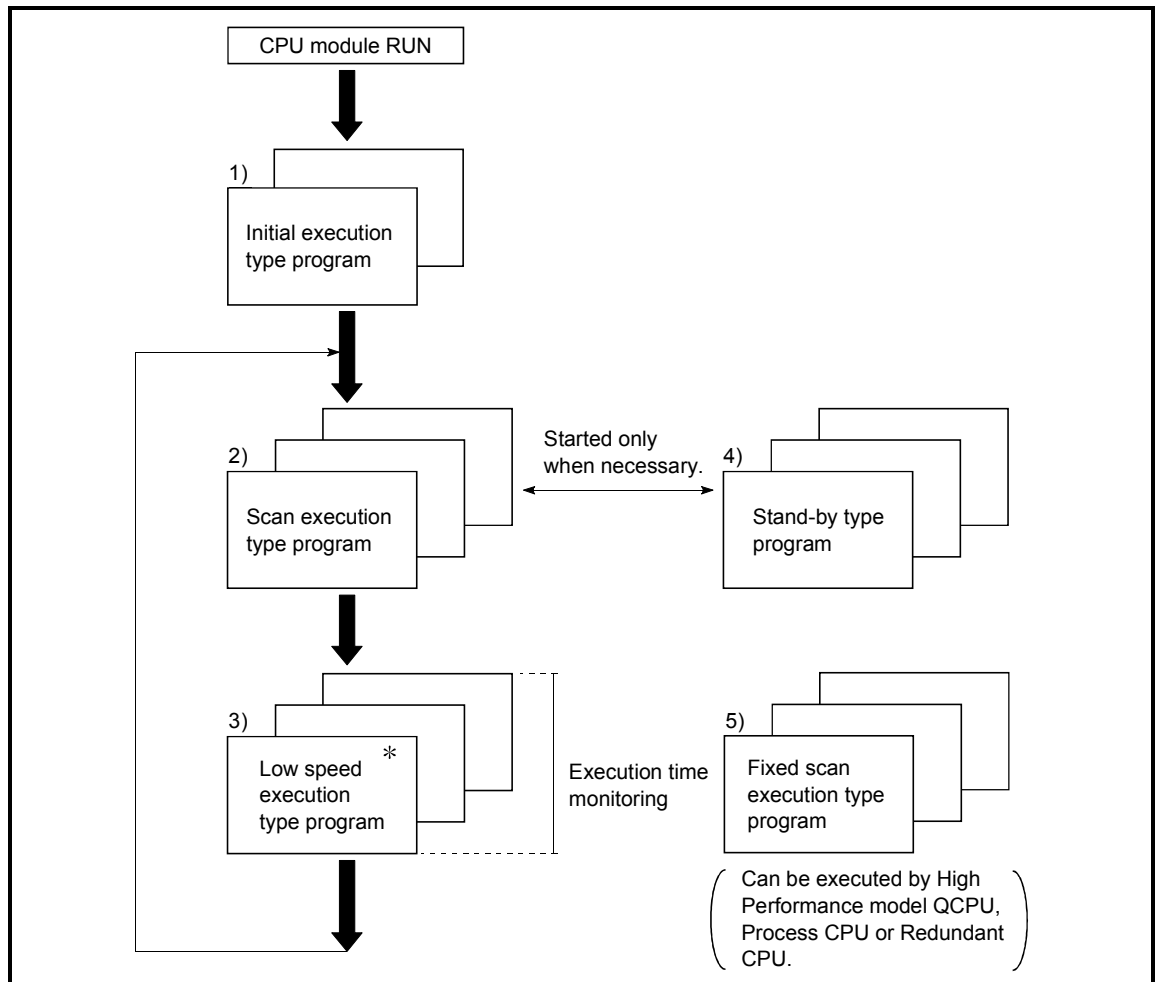 CPU module RUN
1)
Initial execution
type program
2)
Scan execution
type program
Started only
when necessary.
4)
Stand-by type
program
3)
Low speed *
execution
type program
Execution time
monitoring
5)
Fixed scan
execution type
program
Can be executed by High
Performance model QCPU,
Process CPU or Redundant
CPU.